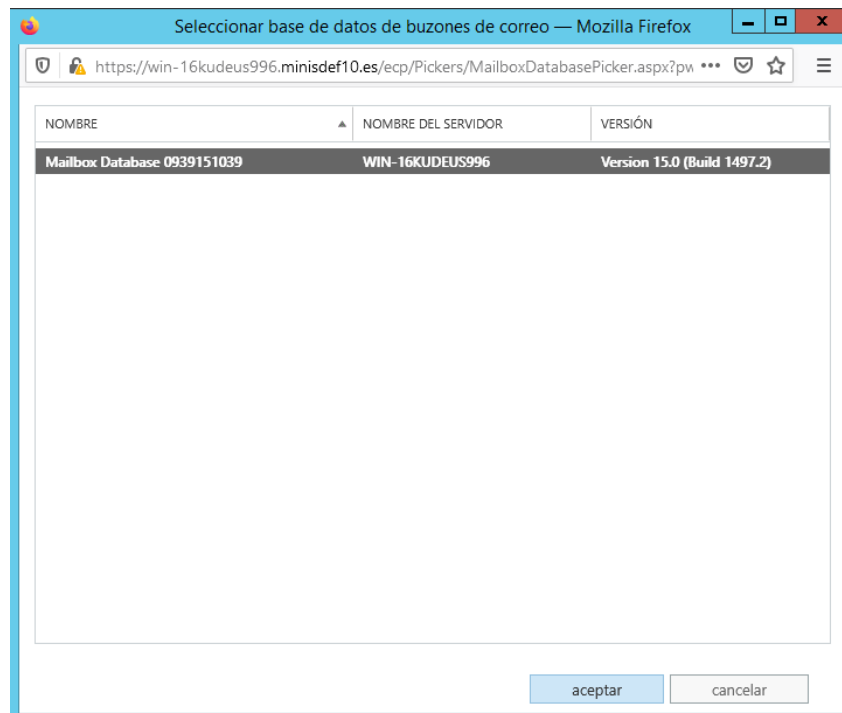 Seleccionar base de datos de buzones de correo — Mozilla Firefox
https://win-16kudeus996.minisdef10.es/ecp/Pickers/MailboxDatabasePicker.aspx?pw
NOMBRE NOMBRE DEL SERVIDOR VERSIÓN
Mailbox Database 0939151039 WIN-16KUDEUS996 Version 15.0 (Build 1497.2)
aceptar cancelar